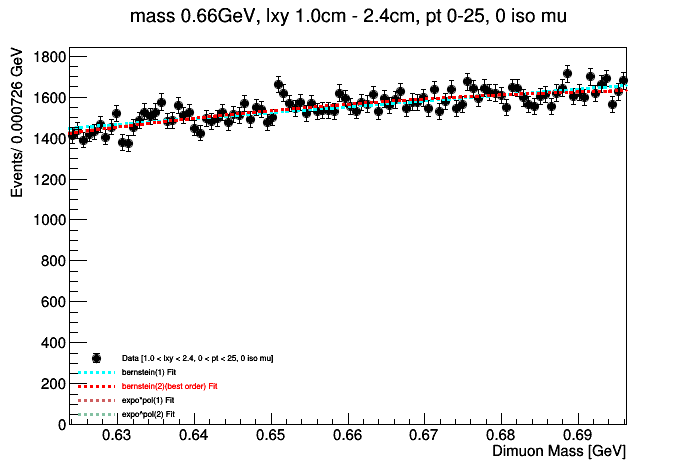 mass 0.66GeV, lxy 1.0cm - 2.4cm, pt 0-25, 0 iso mu
Events/ 0.000726 GeV
1800
1600
1400
1200
1000
800
600
400
200
0
Data [1.0 < lxy < 2.4, 0 < pt < 25, 0 iso mu]
bernstein(1) Fit
bernstein(2)(best order) Fit
expo*pol(1) Fit
expo*pol(2) Fit
0.63 0.64 0.65 0.66 0.67 0.68 0.69
Dimuon Mass [GeV]